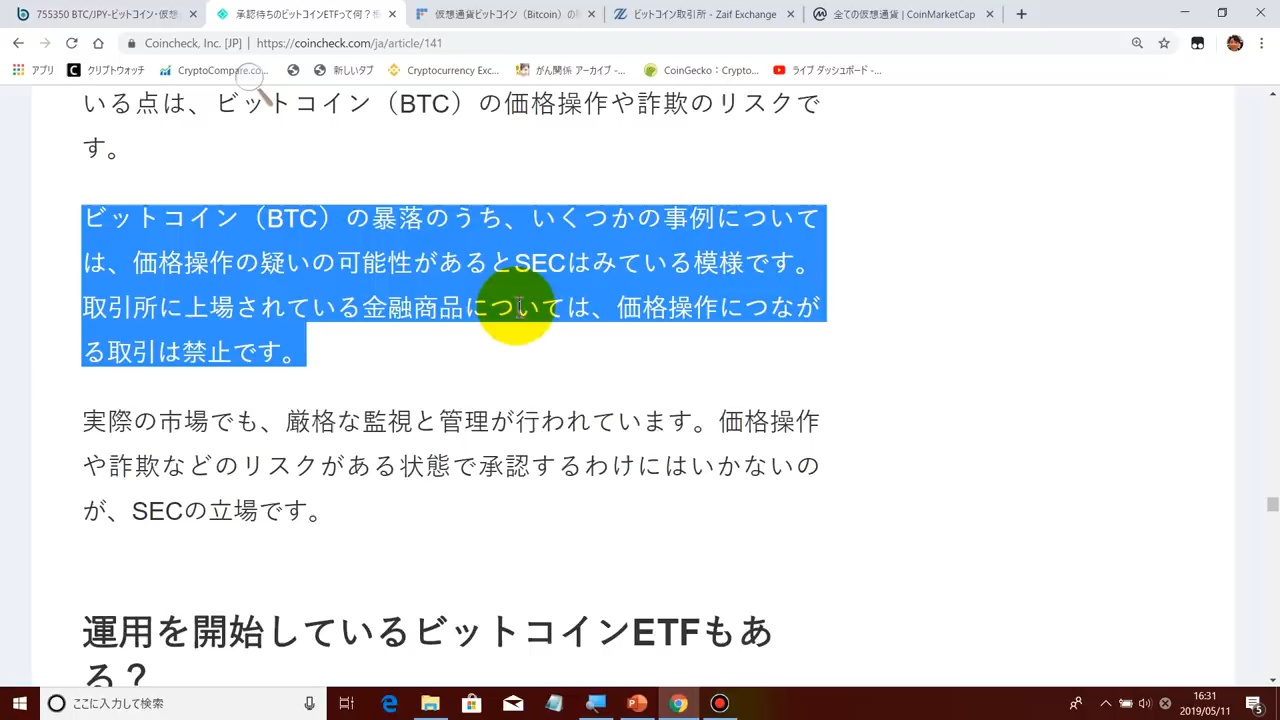 755350 BTC/JPY-ビットコイン・仮想
承認待ちのビットコインETFって何？
仮想通貨ビットコイン（Bitcoin）の
ビットコイン取引所 - Zaif Exchange
全ての仮想通貨 | CoinMarketCap
Coincheck, Inc. [JP] | https://coincheck.com/ja/article/141
アプリ
クリプトウォッチ
CryptoCompare.co...
新しいタブ
Cryptocurrency Exc...
がん関係 アーカイブ - ...
CoinGecko：Crypto...
ライブ ダッシュボード - ...
いる点は、ビットコイン（BTC）の価格操作や詐欺のリスクで
す。
ビットコイン（BTC）の暴落のうち、いくつかの事例について
は、価格操作の疑いの可能性があるとSECはみている模様です。
取引所に上場されている金融商品については、価格操作につなが
る取引は禁止です。
実際の市場でも、厳格な監視と管理が行われています。価格操作
や詐欺などのリスクがある状態で承認するわけにはいかないの
が、SECの立場です。
運用を開始しているビットコインETFもあ
る？
ここに入力して検索
16:31
2019/05/11
5